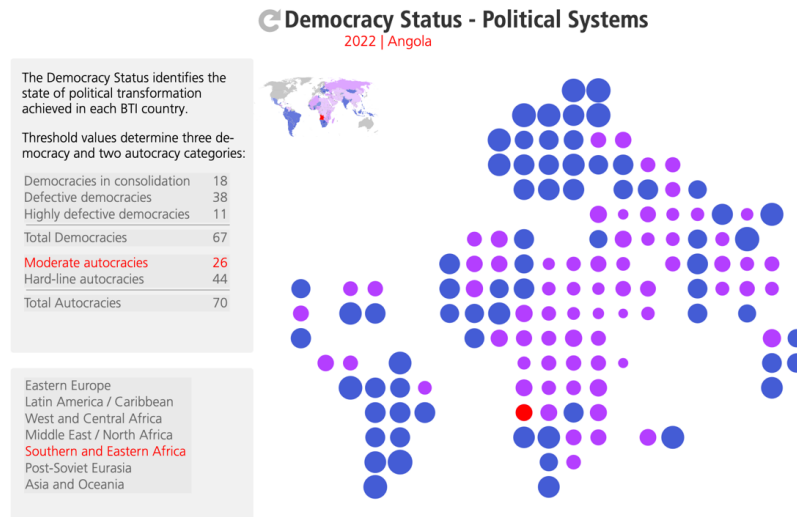 Democracy Status - Political Systems
2022 | Angola
The Democracy Status identifies the
state of political transformation
achieved in each BTI country.
Threshold values determine three de-
mocracy and two autocracy categories:
Democracies in consolidation 18
Defective democracies 38
Highly defective democracies 11
Total Democracies 67
Moderate autocracies 26
Hard-line autocracies 44
Total Autocracies 70
Eastern Europe
Latin America / Caribbean
West and Central Africa
Middle East / North Africa
Southern and Eastern Africa
Post-Soviet Eurasia
Asia and Oceania